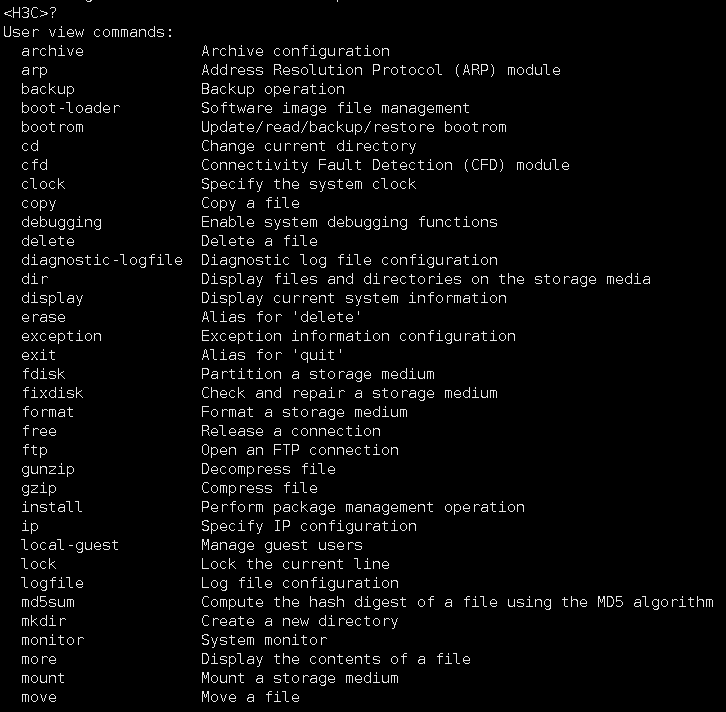 <H3C>?
User view commands:
  archive             Archive configuration
  arp                 Address Resolution Protocol (ARP) module
  backup              Backup operation
  boot-loader         Software image file management
  bootrom             Update/read/backup/restore bootrom
  cd                  Change current directory
  cfd                 Connectivity Fault Detection (CFD) module
  clock               Specify the system clock
  copy                Copy a file
  debugging           Enable system debugging functions
  delete              Delete a file
  diagnostic-logfile  Diagnostic log file configuration
  dir                 Display files and directories on the storage media
  display             Display current system information
  erase               Alias for 'delete'
  exception           Exception information configuration
  exit                Alias for 'quit'
  fdisk               Partition a storage medium
  fixdisk             Check and repair a storage medium
  format              Format a storage medium
  free                Release a connection
  ftp                 Open an FTP connection
  gunzip              Decompress file
  gzip                Compress file
  install             Perform package management operation
  ip                  Specify IP configuration
  local-guest         Manage guest users
  lock                Lock the current line
  logfile             Log file configuration
  md5sum              Compute the hash digest of a file using the MD5 algorithm
  mkdir               Create a new directory
  monitor             System monitor
  more                Display the contents of a file
  mount               Mount a storage medium
  move                Move a file